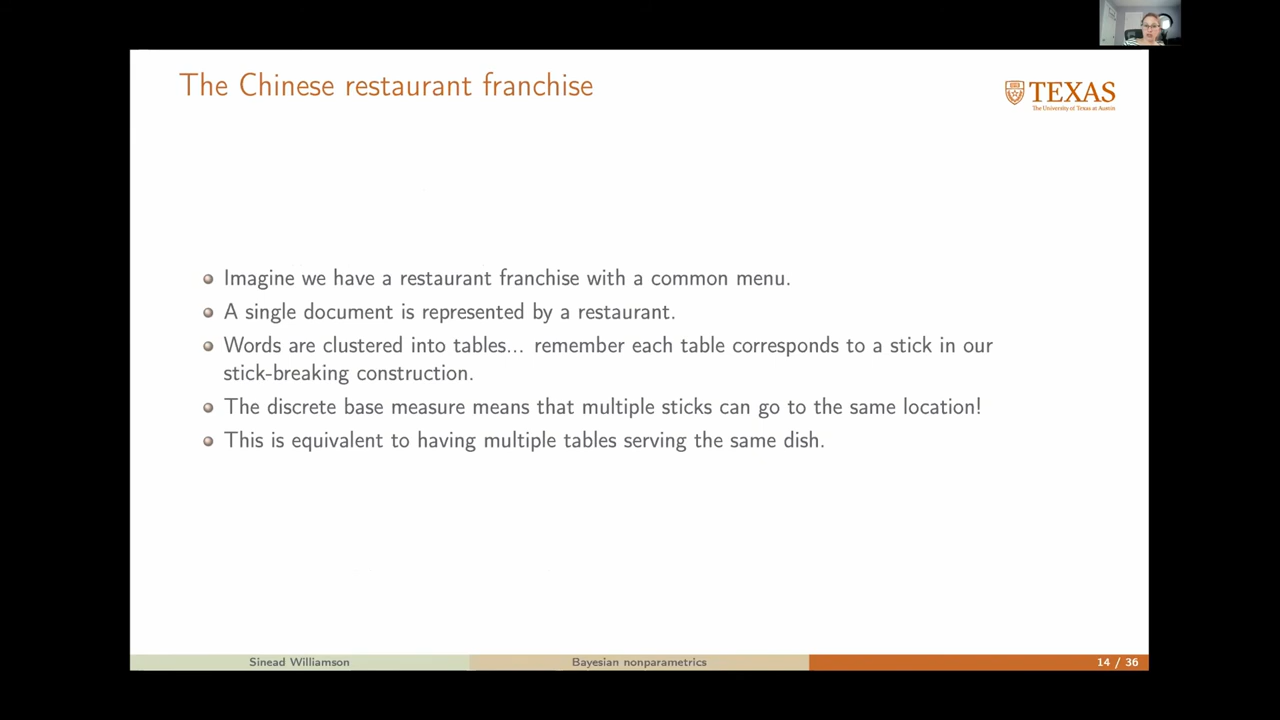 The Chinese restaurant franchise
TEXAS
The University of Texas at Austin
Imagine we have a restaurant franchise with a common menu.
A single document is represented by a restaurant.
Words are clustered into tables... remember each table corresponds to a stick in our
stick-breaking construction.
The discrete base measure means that multiple sticks can go to the same location!
This is equivalent to having multiple tables serving the same dish.
Sinead Williamson
Bayesian nonparametrics
14 / 36